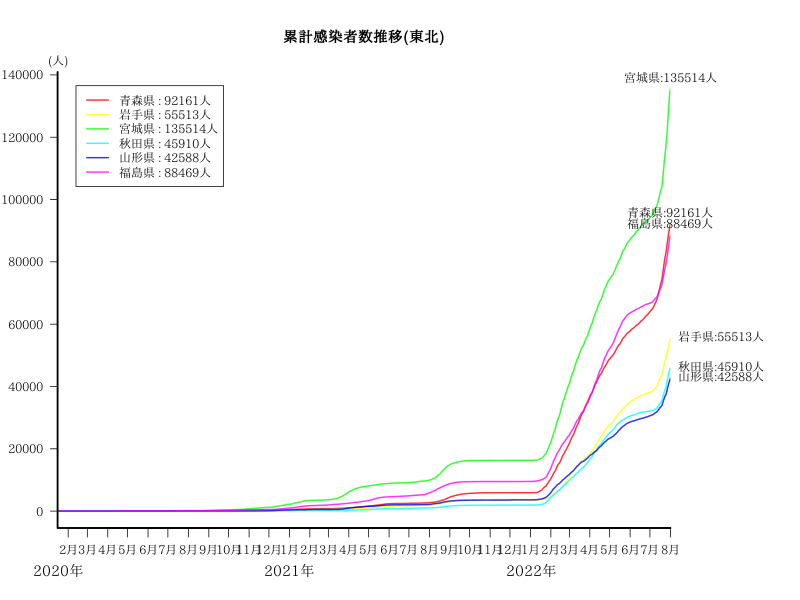 累計感染者数推移(東北)
(人)
140000
120000
100000
80000
60000
40000
20000
0
青森県 : 92161人
岩手県 : 55513人
宮城県 : 135514人
秋田県 : 45910人
山形県 : 42588人
福島県 : 88469人
宮城県:135514人
青森県:92161人
福島県:88469人
岩手県:55513人
秋田県:45910人
山形県:42588人
2月3月4月5月6月7月8月9月10月11月12月1月2月3月4月5月6月7月8月9月10月11月12月1月2月3月4月5月6月7月8月
2020年 2021年 2022年